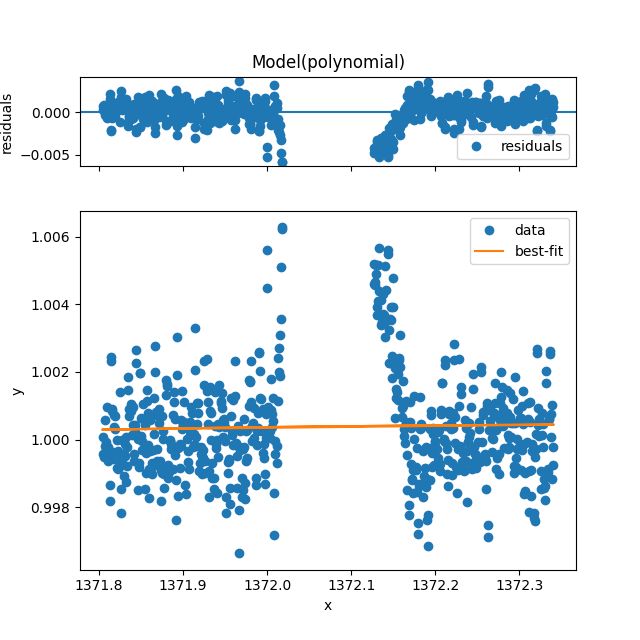 Model(polynomial)
residuals
0.000
−0.005
residuals
y
1.006
1.004
1.002
1.000
0.998
data
best-fit
1371.8 1371.9 1372.0 1372.1 1372.2 1372.3
x